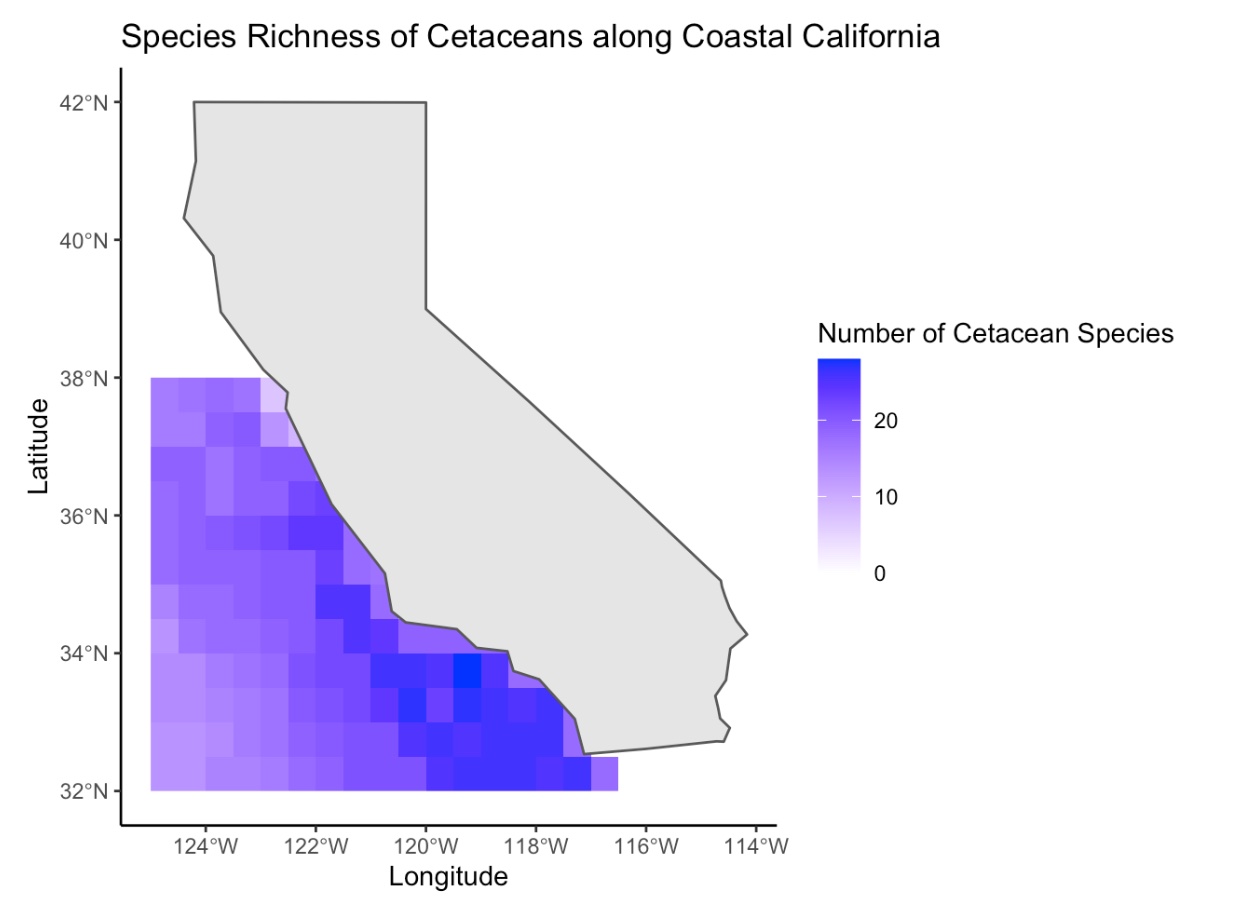 Species Richness of Cetaceans along Coastal California
42°N
40°N
38°N
36°N
34°N
32°N
Latitude
124°W 122°W 120°W 118°W 116°W 114°W
Longitude
Number of Cetacean Species
20
10
0